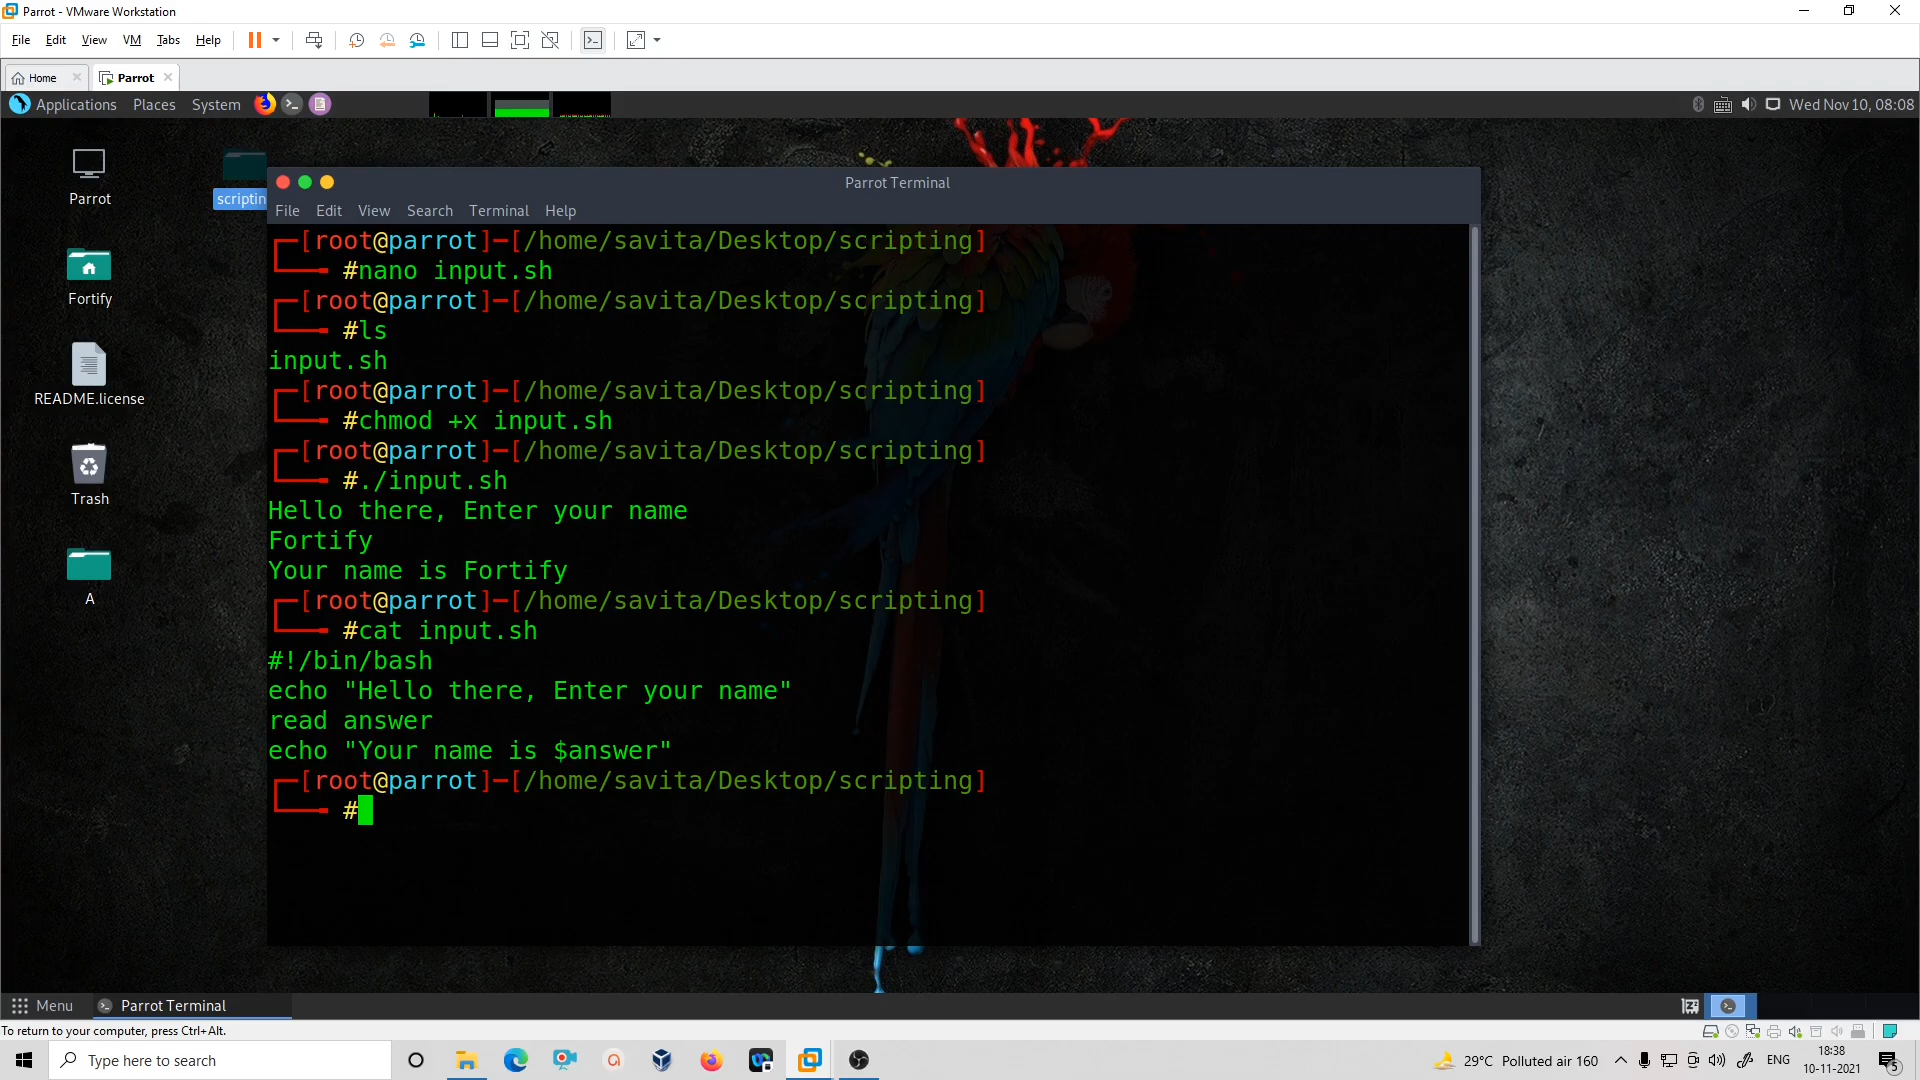 Parrot - VMware Workstation
File Edit View VM Tabs Help
Home Parrot
Applications Places System Wed Nov 10, 08:08
Parrot
scriptin
Fortify
README.license
Trash
A
Parrot Terminal
File Edit View Search Terminal Help
[root@parrot]─[/home/savita/Desktop/scripting]
#nano input.sh
[root@parrot]─[/home/savita/Desktop/scripting]
#ls
input.sh
[root@parrot]─[/home/savita/Desktop/scripting]
#chmod +x input.sh
[root@parrot]─[/home/savita/Desktop/scripting]
#./input.sh
Hello there, Enter your name
Fortify
Your name is Fortify
[root@parrot]─[/home/savita/Desktop/scripting]
#cat input.sh
#!/bin/bash
echo "Hello there, Enter your name"
read answer
echo "Your name is $answer"
[root@parrot]─[/home/savita/Desktop/scripting]
#
Menu Parrot Terminal
To return to your computer, press Ctrl+Alt.
Type here to search
29°C Polluted air 160
ENG
18:38
10-11-2021
5